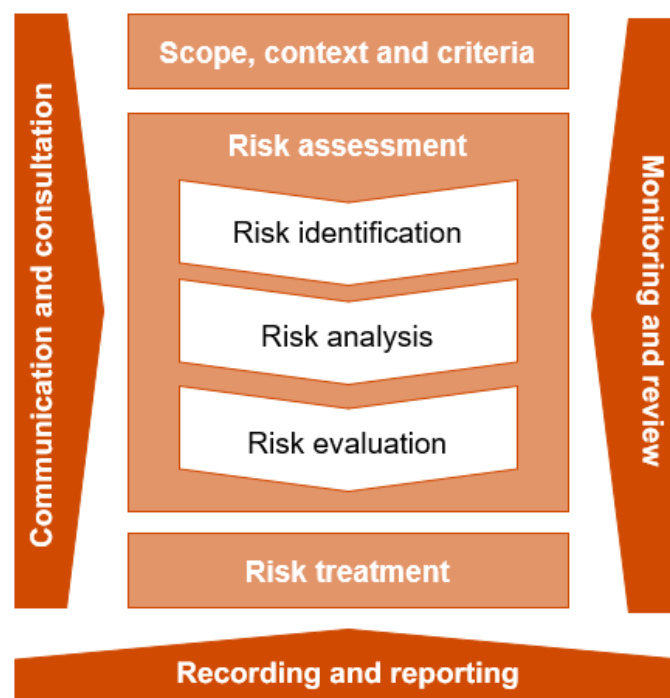 Scope, context and criteria
Communication and consultation
Risk assessment
Risk identification
Risk analysis
Risk evaluation
Monitoring and review
Risk treatment
Recording and reporting